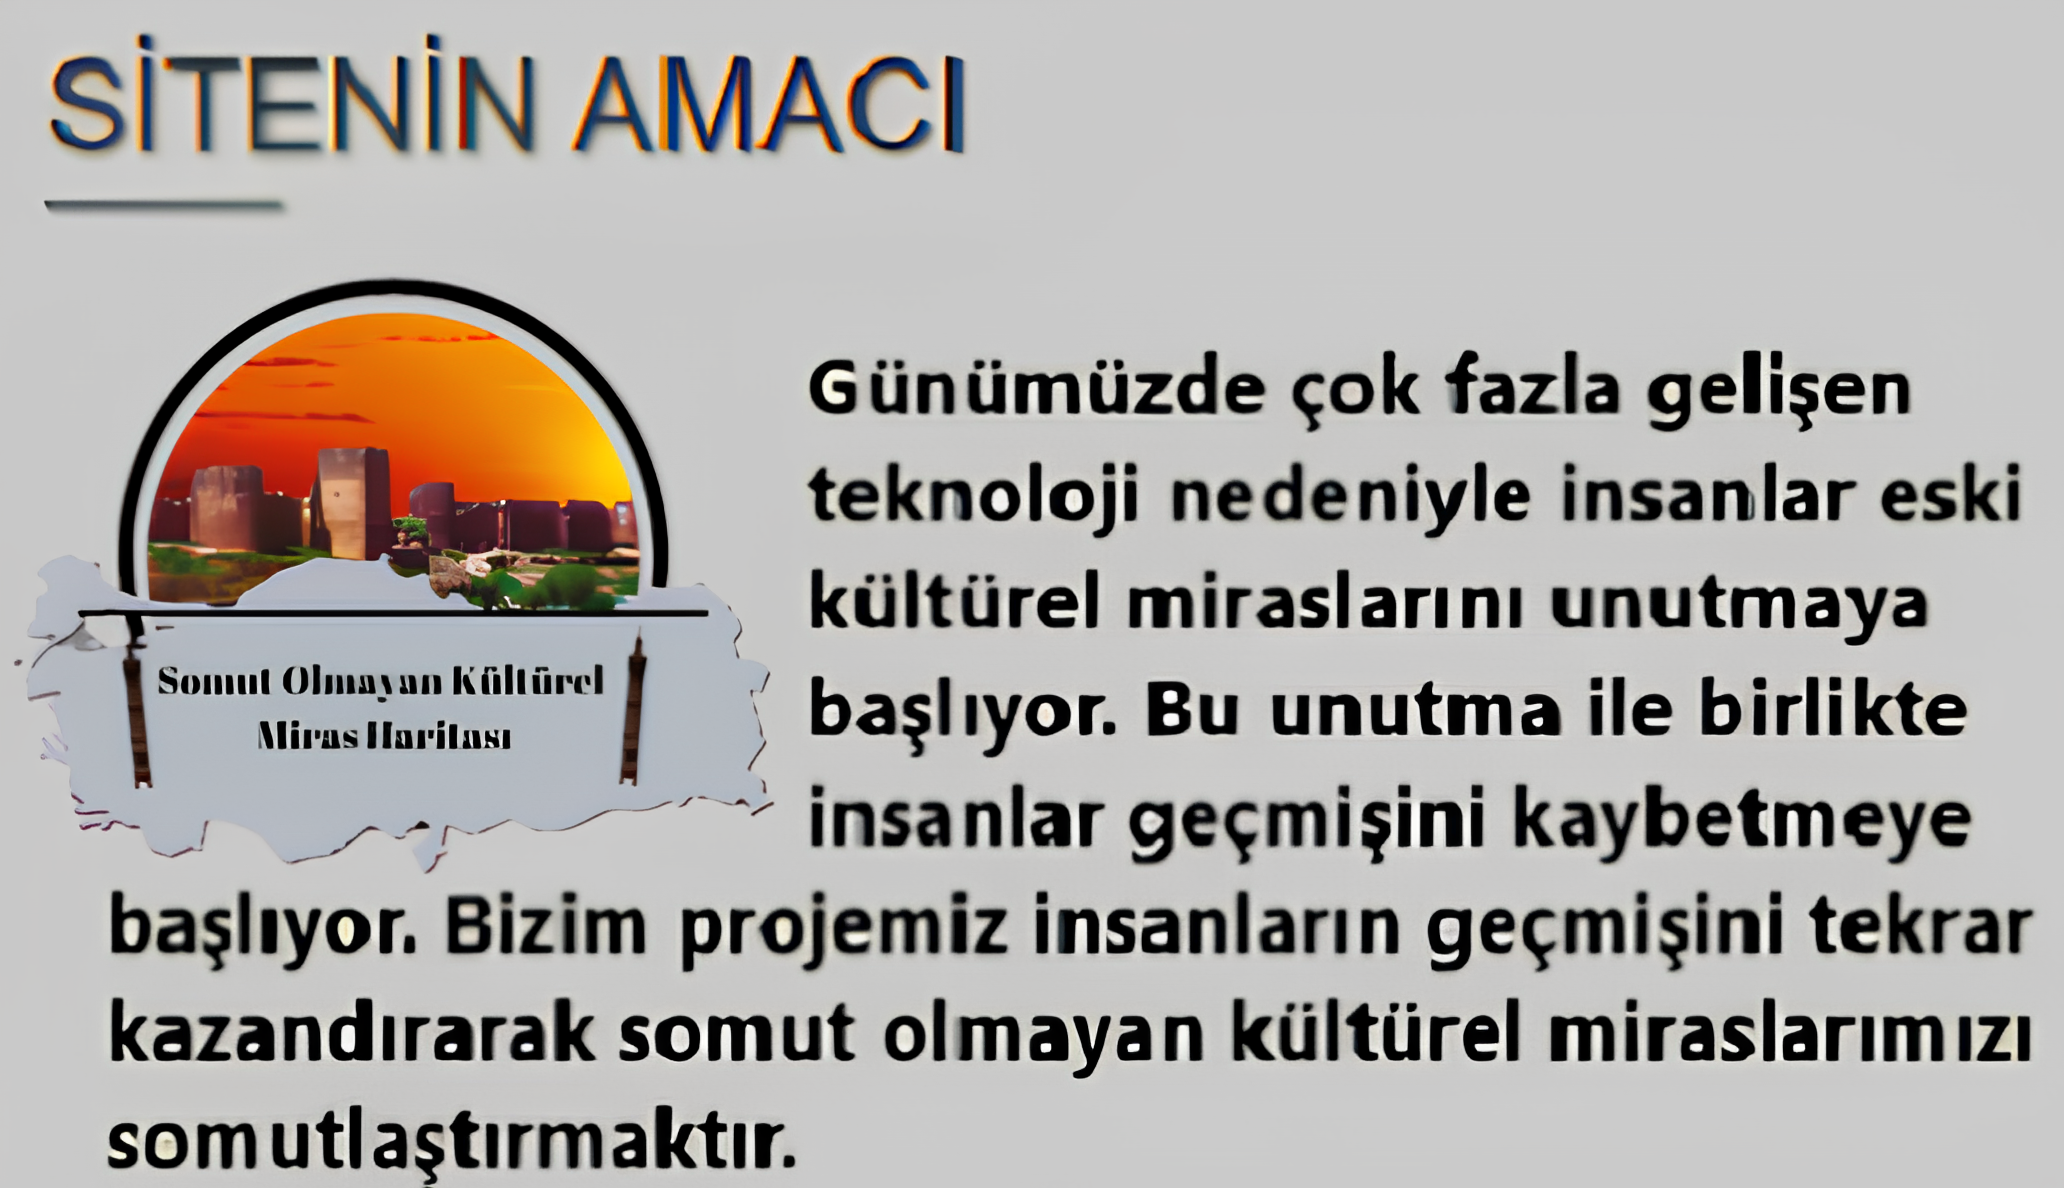 SİTENİN AMACI
Somut Olmayan Kültürel
Miras Haritası
Günümüzde çok fazla gelişen
teknoloji nedeniyle insanlar eski
kültürel miraslarını unutmaya
başlıyor. Bu unutma ile birlikte
insanlar geçmişini kaybetmeye
başlıyor. Bizim projemiz insanların geçmişini tekrar
kazandırarak somut olmayan kültürel miraslarımızı
somutlaştırmaktır.